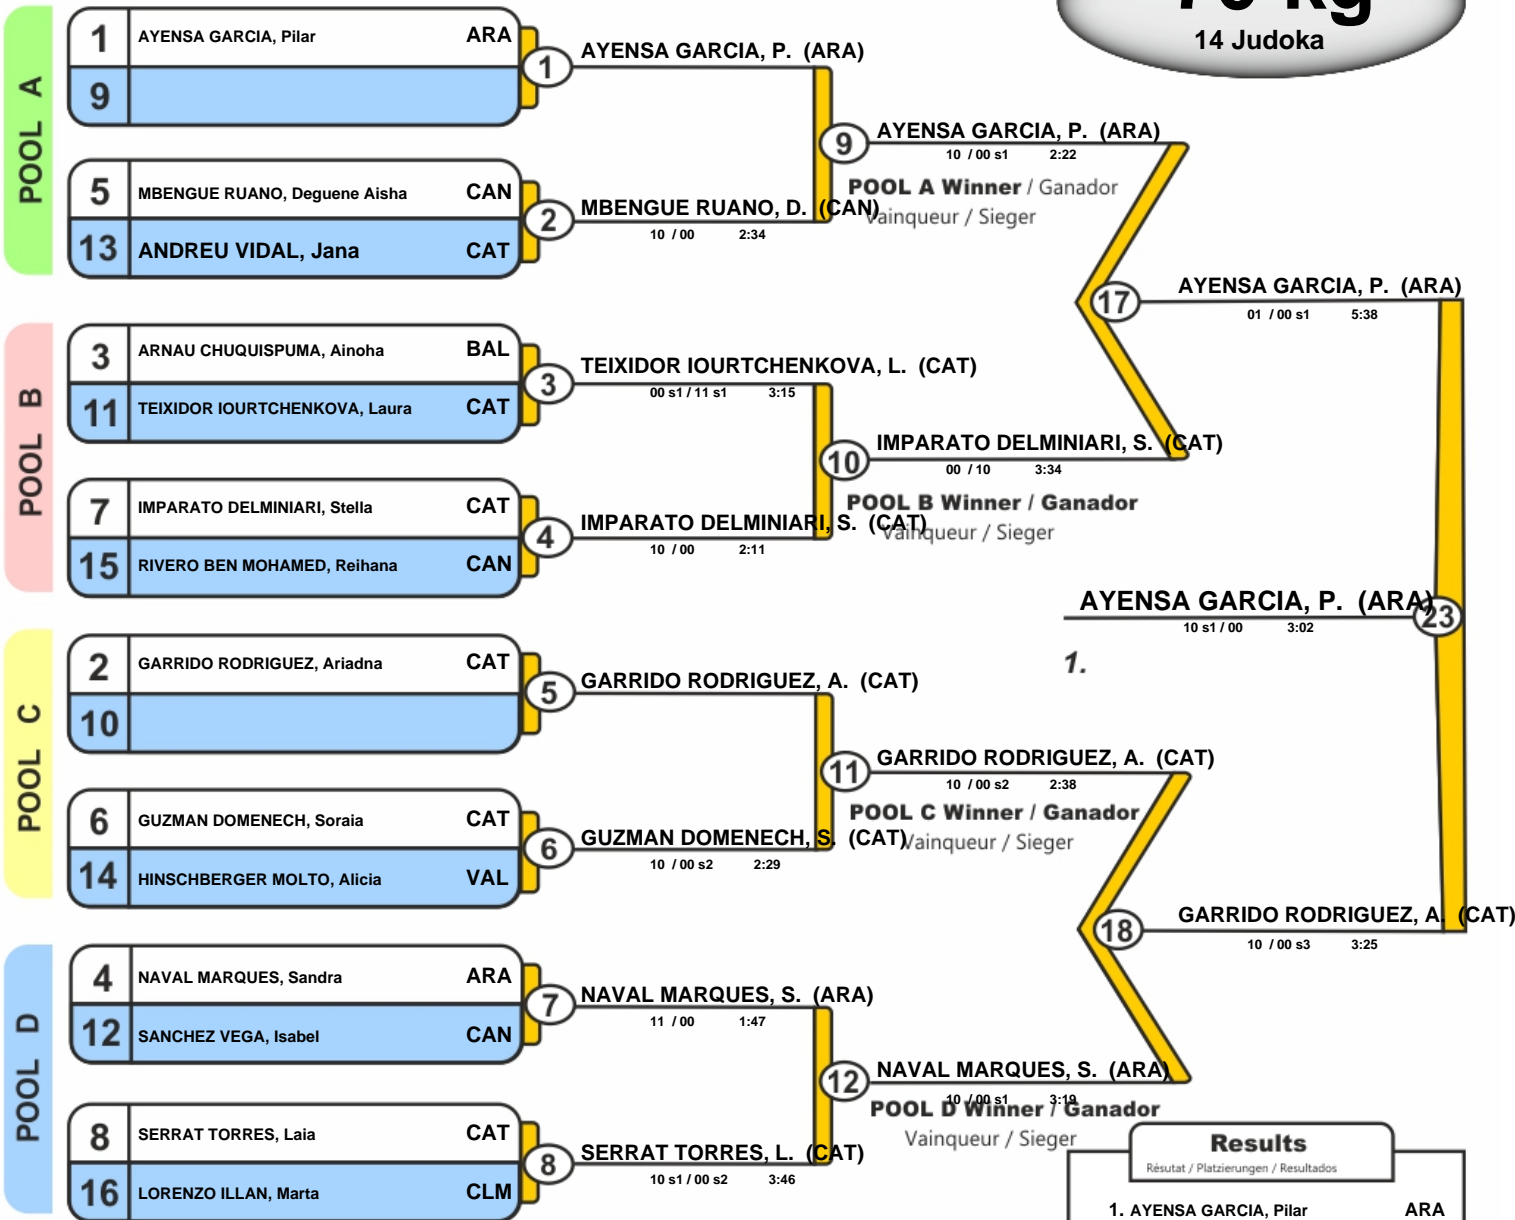 14 Judoka
POOL A
1 AYENSA GARCIA, Pilar ARA
9
5 MBENGUE RUANO, Deguene Aisha CAN
13 ANDREU VIDAL, Jana CAT
POOL B
3 ARNAU CHUQUISPUMA, Ainoha BAL
11 TEIXIDOR IOURTCHENKOVA, Laura CAT
7 IMPARATO DELMINIARI, Stella CAT
15 RIVERO BEN MOHAMED, Reihana CAN
POOL C
2 GARRIDO RODRIGUEZ, Ariadna CAT
10
6 GUZMAN DOMENECH, Soraia CAT
14 HINSCHBERGER MOLTO, Alicia VAL
POOL D
4 NAVAL MARQUES, Sandra ARA
12 SANCHEZ VEGA, Isabel CAN
8 SERRAT TORRES, Laia CAT
16 LORENZO ILLAN, Marta CLM
1 AYENSA GARCIA, P. (ARA)
2 MBENGUE RUANO, D. (CAN)
10 / 00 2:34
3 TEIXIDOR IOURTCHENKOVA, L. (CAT)
00 s1 / 11 s1 3:15
4 IMPARATO DELMINIARI, S. (CAT)
10 / 00 2:11
5 GARRIDO RODRIGUEZ, A. (CAT)
6 GUZMAN DOMENECH, S. (CAT)
10 / 00 s2 2:29
7 NAVAL MARQUES, S. (ARA)
11 / 00 1:47
8 SERRAT TORRES, L. (CAT)
10 s1 / 00 s2 3:46
9 AYENSA GARCIA, P. (ARA)
10 / 00 s1 2:22
POOL A Winner / Ganador
Vainqueur / Sieger
10 IMPARATO DELMINIARI, S. (CAT)
00 / 10 3:34
POOL B Winner / Ganador
Vainqueur / Sieger
11 GARRIDO RODRIGUEZ, A. (CAT)
10 / 00 s2 2:38
POOL C Winner / Ganador
Vainqueur / Sieger
12 NAVAL MARQUES, S. (ARA)
10 / 00 s1 3:19
POOL D Winner / Ganador
Vainqueur / Sieger
17 AYENSA GARCIA, P. (ARA)
01 / 00 s1 5:38
18 GARRIDO RODRIGUEZ, A. (CAT)
10 / 00 s3 3:25
AYENSA GARCIA, P. (ARA) 23
10 s1 / 00 3:02
1.
Results
Résutat / Platzierungen / Resultados
1. AYENSA GARCIA, Pilar ARA